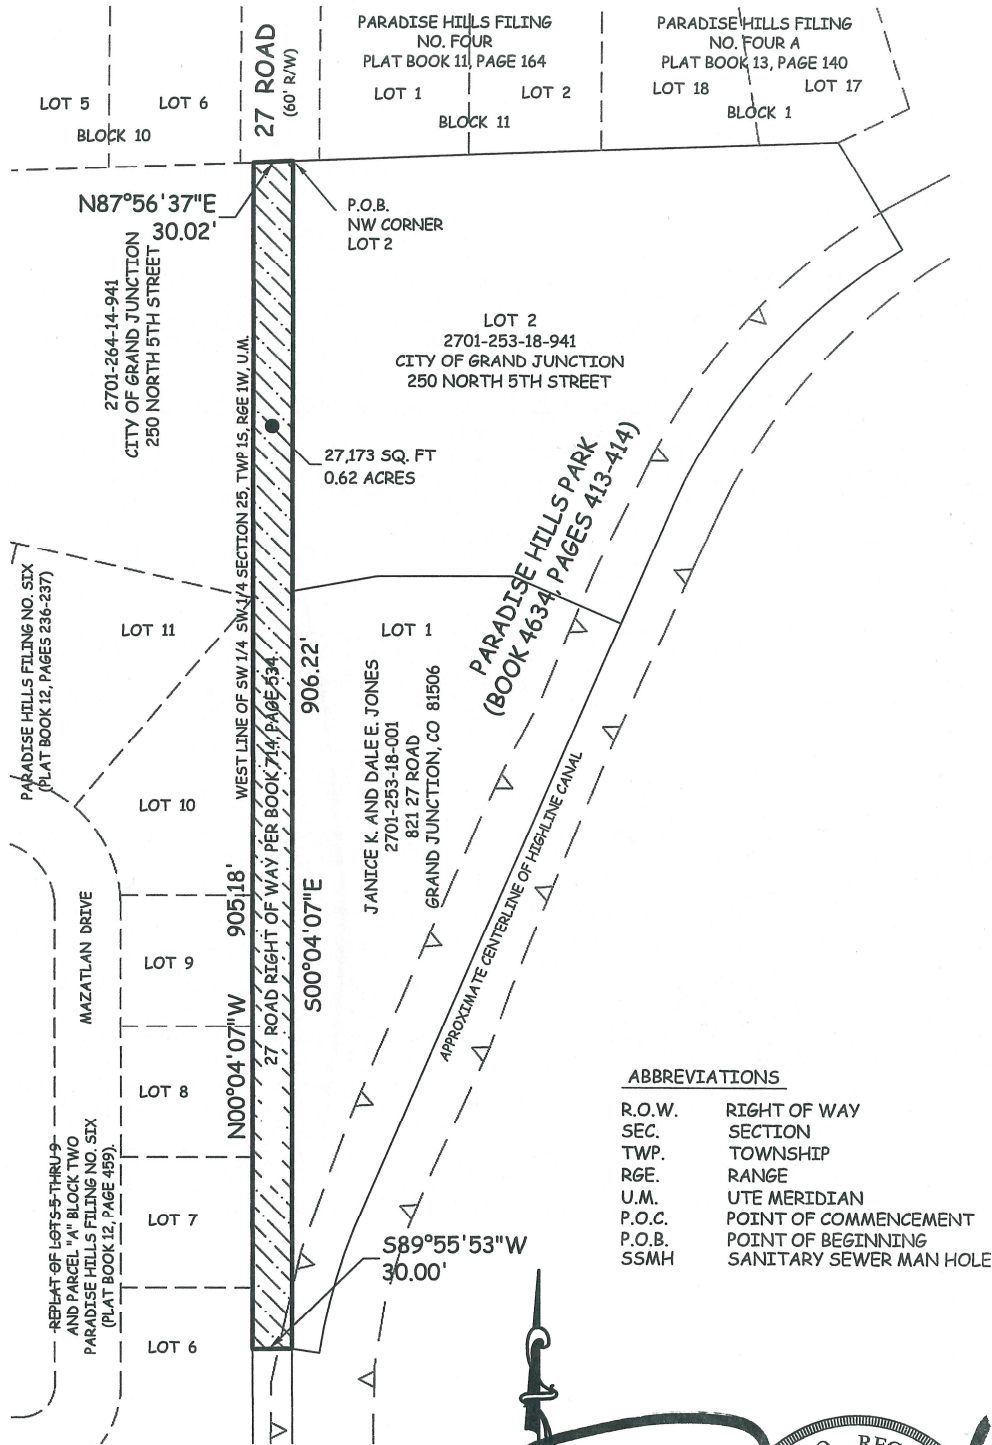 PARADISE HILLS FILING
NO. FOUR
PLAT BOOK 11, PAGE 164
LOT 1
LOT 2
BLOCK 11
PARADISE HILLS FILING
NO. FOUR A
PLAT BOOK 13, PAGE 140
LOT 18
LOT 17
BLOCK 1
LOT 5
LOT 6
BLOCK 10
27 ROAD
(60' R/W)
N87°56'37"E
30.02'
P.O.B.
NW CORNER
LOT 2
2701-264-14-941
CITY OF GRAND JUNCTION
250 NORTH 5TH STREET
LOT 2
2701-253-18-941
CITY OF GRAND JUNCTION
250 NORTH 5TH STREET
WEST LINE OF SW 1/4 SW 1/4 SECTION 25, TWP 1S, RGE 1W, U.M.
27,173 SQ. FT
0.62 ACRES
PARADISE HILLS PARK
(BOOK 4634, PAGES 413-414)
PARADISE HILLS FILING NO. SIX
(PLAT BOOK 12, PAGES 236-237)
LOT 11
LOT 1
906.22'
27 ROAD RIGHT OF WAY PER BOOK 714, PAGE 534
JANICE K. AND DALE E. JONES
2701-253-18-001
821 27 ROAD
GRAND JUNCTION, CO 81506
LOT 10
905.18'
S00°04'07"E
APPROXIMATE CENTERLINE OF HIGHLINE CANAL
MAZATLAN DRIVE
LOT 9
N00°04'07"W
LOT 8
REPLAT OF LOTS 5 THRU 9
AND PARCEL "A" BLOCK TWO
PARADISE HILLS FILING NO. SIX
(PLAT BOOK 12, PAGE 459).
LOT 7
S89°55'53"W
30.00'
LOT 6
ABBREVIATIONS
R.O.W. RIGHT OF WAY
SEC. SECTION
TWP. TOWNSHIP
RGE. RANGE
U.M. UTE MERIDIAN
P.O.C. POINT OF COMMENCEMENT
P.O.B. POINT OF BEGINNING
SSMH SANITARY SEWER MAN HOLE